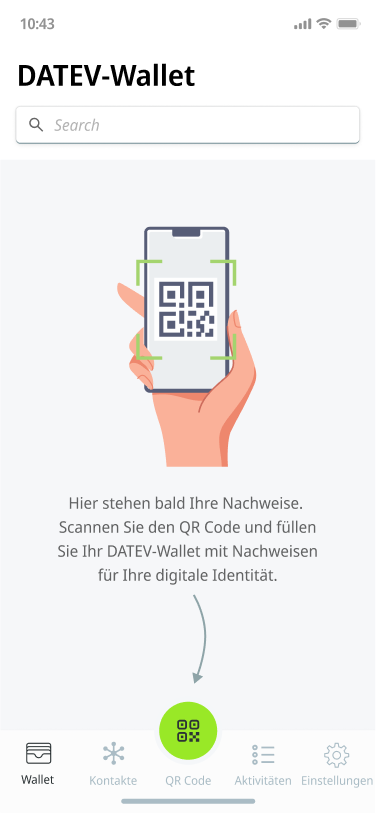 10:43
DATEV-Wallet
Search
Hier stehen bald Ihre Nachweise.
Scannen Sie den QR Code und füllen
Sie Ihr DATEV-Wallet mit Nachweisen
für Ihre digitale Identität.
Wallet
Kontakte
QR Code
Aktivitäten
Einstellungen